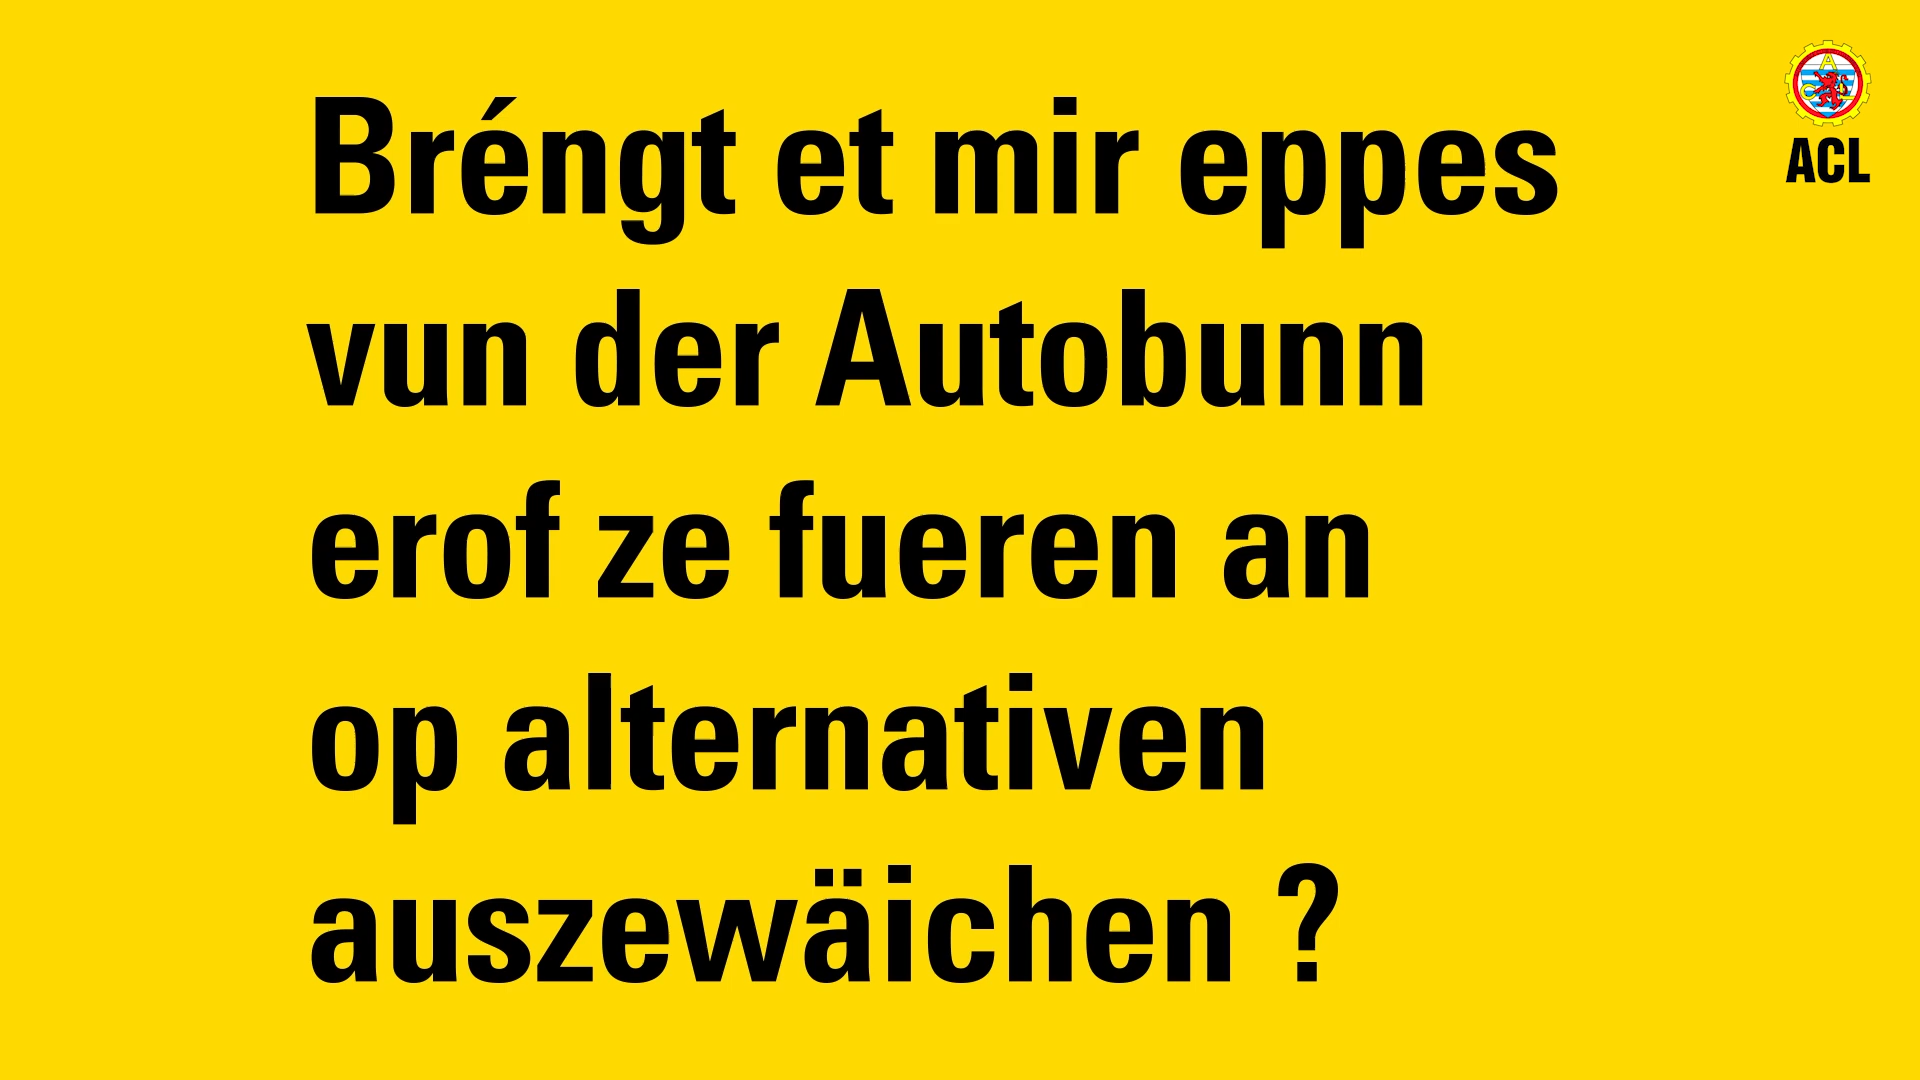 Bréngt et mir eppes
vun der Autobunn
erof ze fueren an
op alternativen
auszewäichen ?
ACL